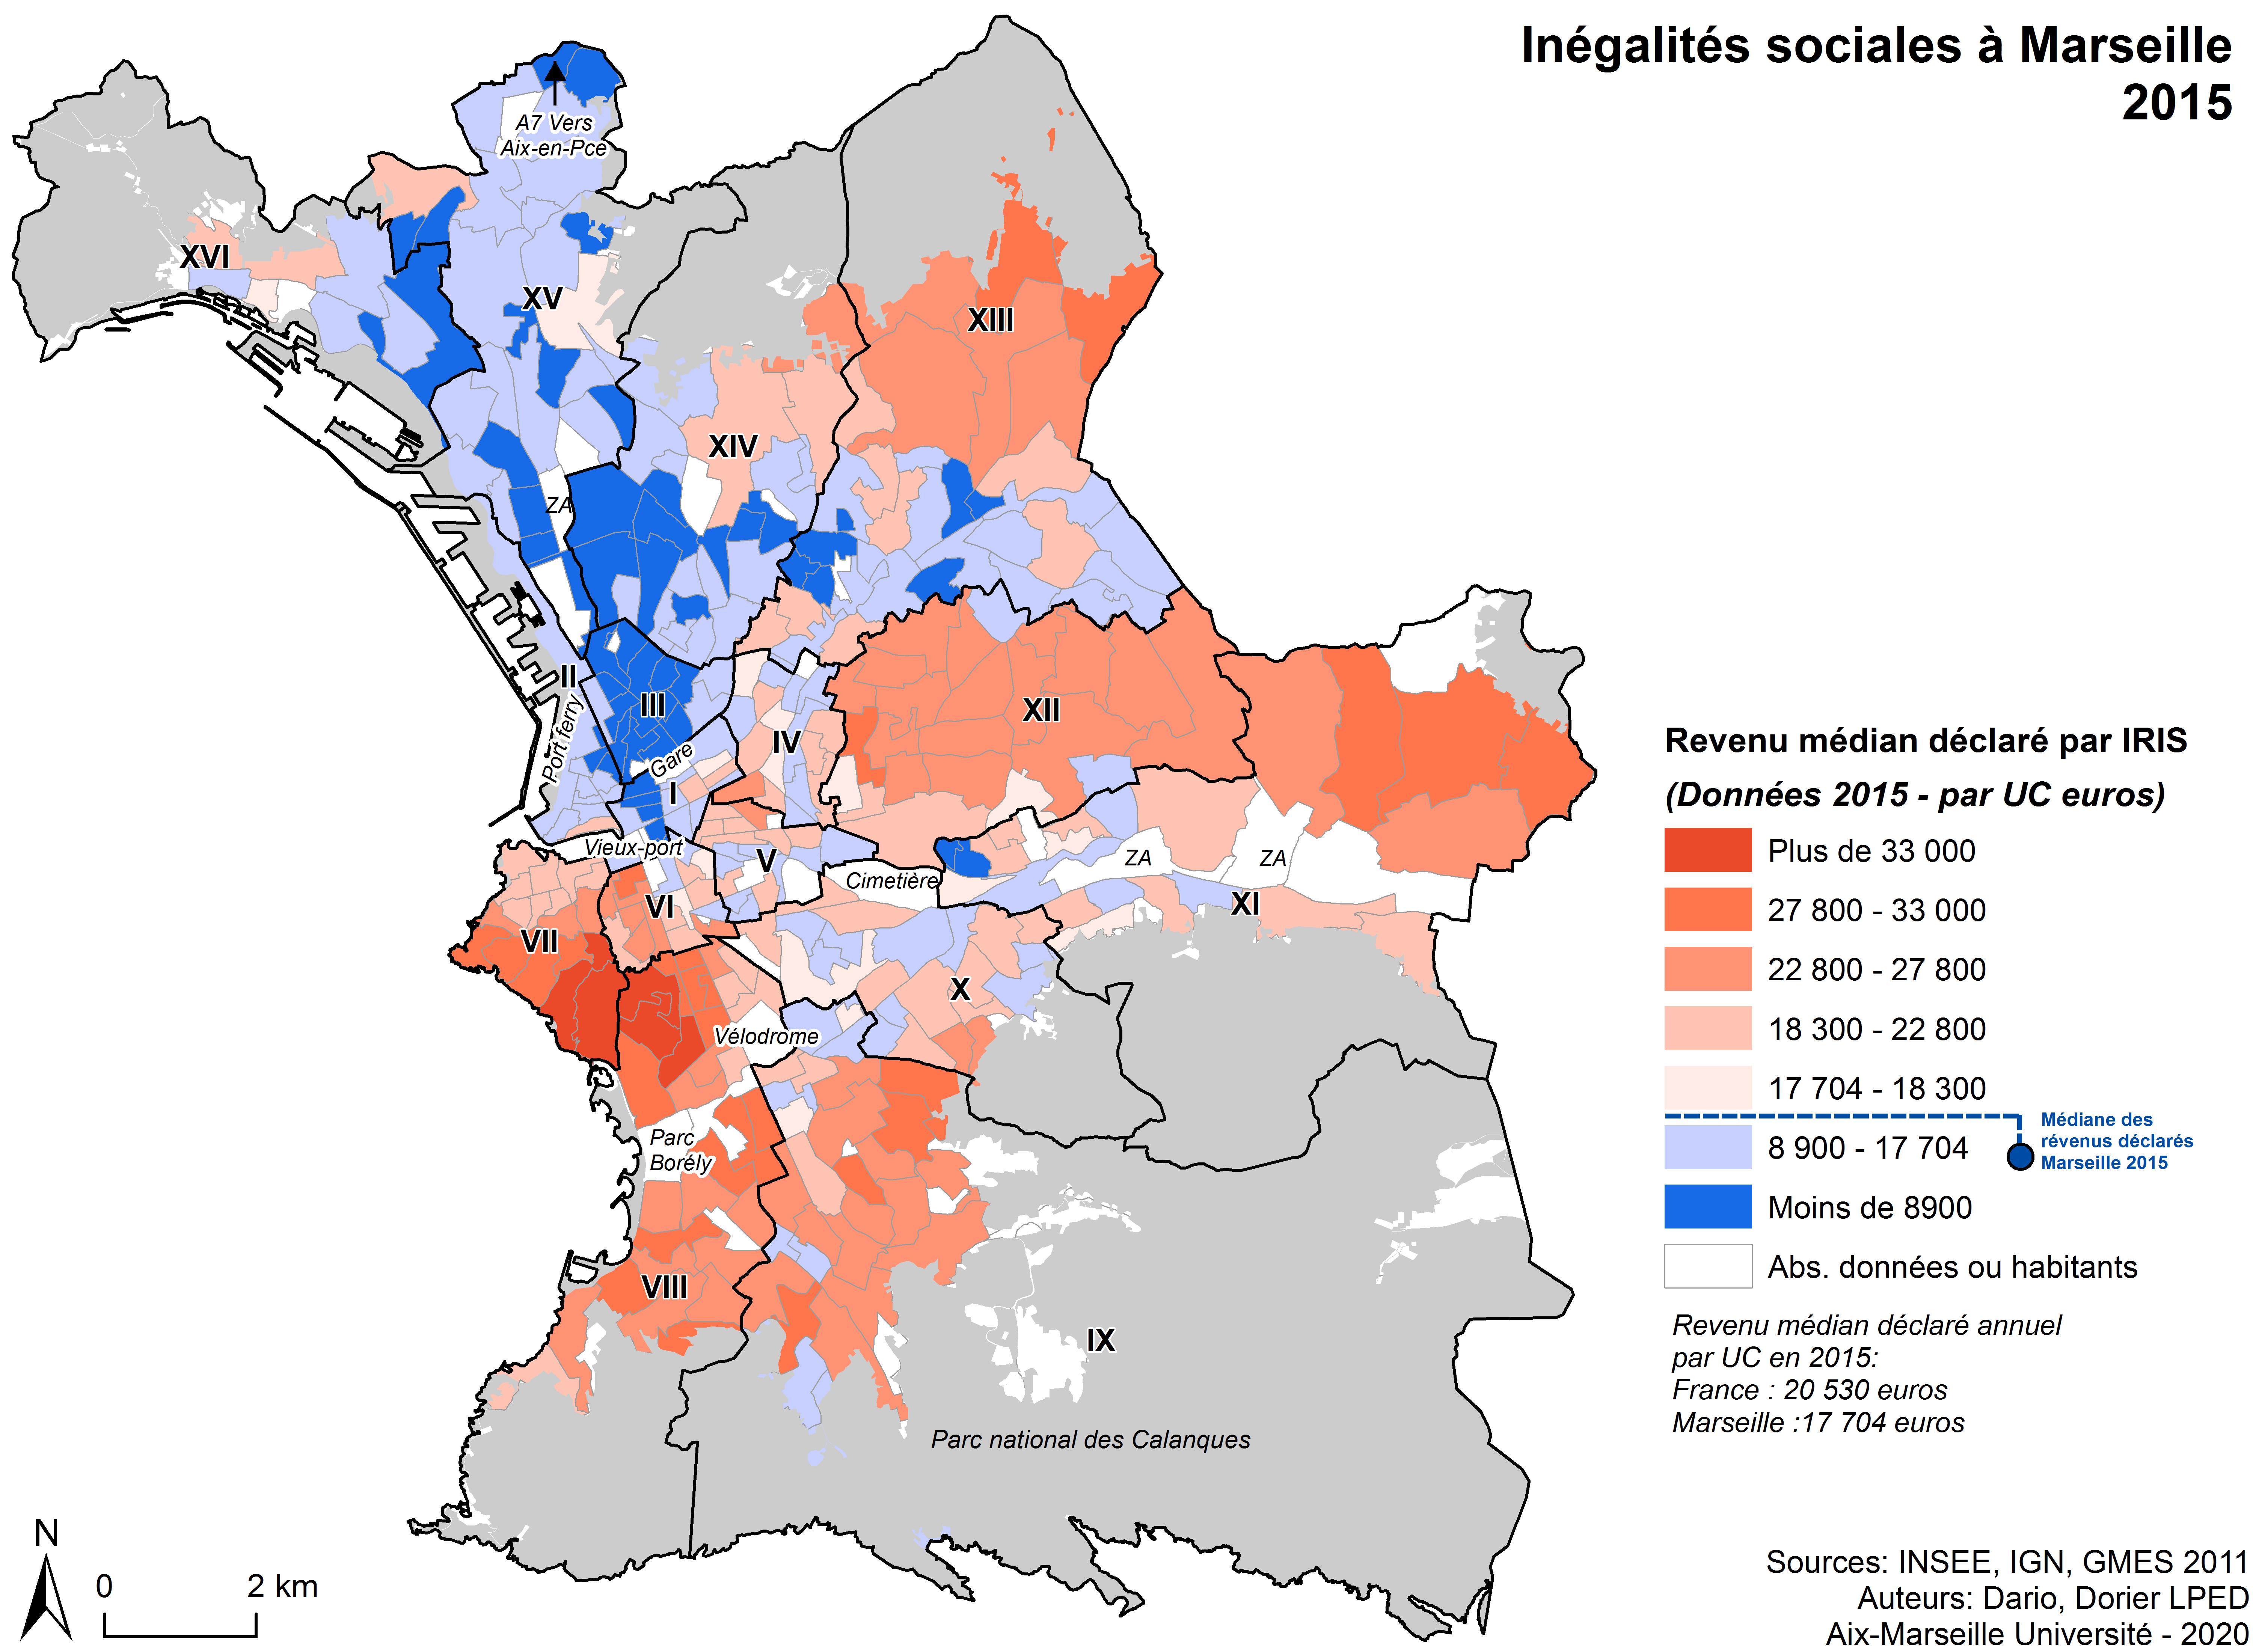 Inégalités sociales à Marseille
2015
A7 Vers
Aix-en-Pce
XVI
XV
XIII
XIV
ZA
II
III
XII
Port ferry
Gare
IV
I
Vieux-port
V
Cimetière
ZA
ZA
VI
XI
VII
X
Vélodrome
Parc
Borély
VIII
IX
Parc national des Calanques
Revenu médian déclaré par IRIS
(Données 2015 - par UC euros)
Plus de 33 000
27 800 - 33 000
22 800 - 27 800
18 300 - 22 800
17 704 - 18 300
Médiane des
révenus déclarés
Marseille 2015
8 900 - 17 704
Moins de 8900
Abs. données ou habitants
Revenu médian déclaré annuel
par UC en 2015:
France : 20 530 euros
Marseille :17 704 euros
N
0 2 km
Sources: INSEE, IGN, GMES 2011
Auteurs: Dario, Dorier LPED
Aix-Marseille Université - 2020